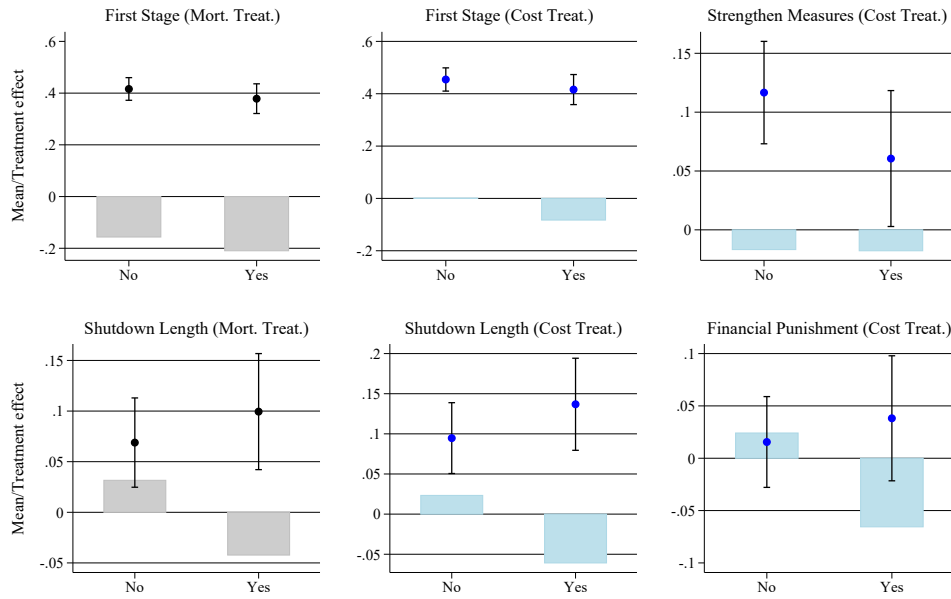 First Stage (Mort. Treat.)
First Stage (Cost Treat.)
Strengthen Measures (Cost Treat.)
Mean/Treatment effect
.6
.4
.2
0
-.2
No
Yes
.6
.4
.2
0
-.2
No
Yes
.15
.1
.05
0
No
Yes
Shutdown Length (Mort. Treat.)
Shutdown Length (Cost Treat.)
Financial Punishment (Cost Treat.)
Mean/Treatment effect
.15
.1
.05
0
-.05
No
Yes
.2
.15
.1
.05
0
-.05
No
Yes
.1
.05
0
-.05
-.1
No
Yes